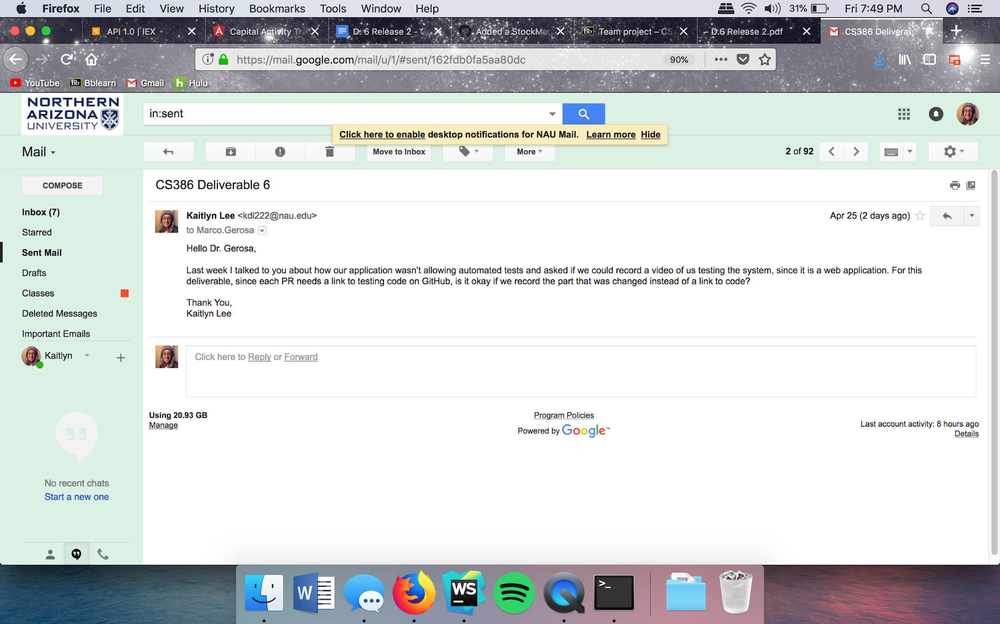 Firefox File Edit View History Bookmarks Tools Window Help 31% Fri 7:49 PM
API 1.0 | IEX Capital Activity Tr D. 6 Release 2 - Added a StockMa Bb Team project – CS - D.6 Release 2.pdf CS386 Deliverable
https://mail.google.com/mail/u/1/#sent/162fdb0fa5aa80dc 90%
YouTube Bb Bblearn Gmail h Hulu
NORTHERN
ARIZONA
UNIVERSITY
in:sent
Click here to enable desktop notifications for NAU Mail. Learn more Hide
Mail Move to Inbox More 2 of 92
COMPOSE
CS386 Deliverable 6
Inbox (7)
Starred
Sent Mail
Drafts
Classes
Deleted Messages
Important Emails
Kaitlyn
Kaitlyn Lee <kdl222@nau.edu> Apr 25 (2 days ago)
to Marco.Gerosa
Hello Dr. Gerosa,
Last week I talked to you about how our application wasn’t allowing automated tests and asked if we could record a video of us testing the system, since it is a web application. For this
deliverable, since each PR needs a link to testing code on GitHub, is it okay if we record the part that was changed instead of a link to code?
Thank You,
Kaitlyn Lee
Click here to Reply or Forward
Using 20.93 GB
Manage
Program Policies
Powered by Google™
Last account activity: 8 hours ago
Details
No recent chats
Start a new one
W WS >_